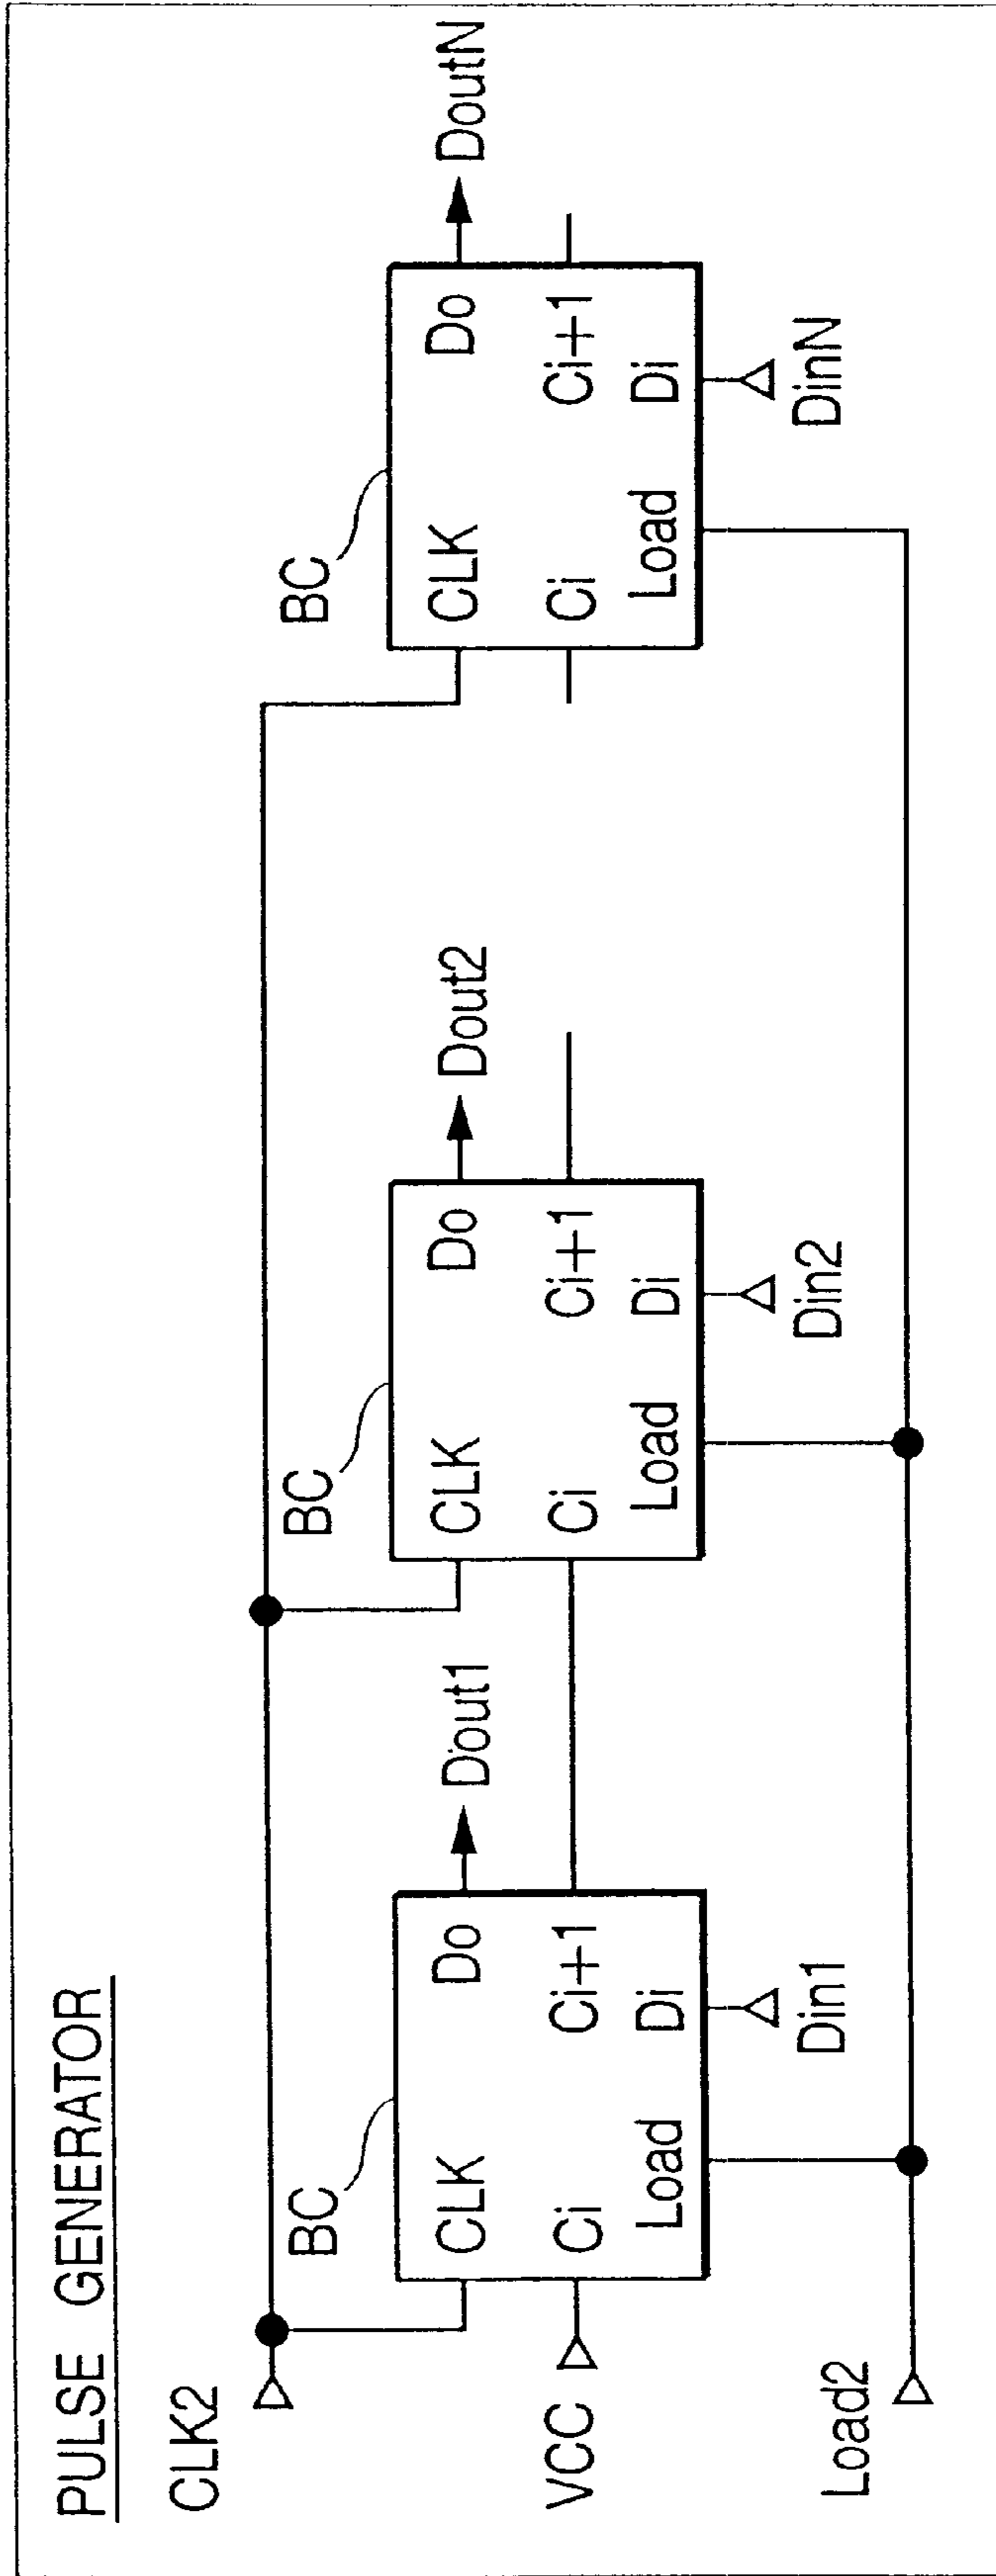 PULSE GENERATOR
CLK2
BC
BC
BC
CLK
Do
Dout1
CLK
Do
Dout2
CLK
Do
DoutN
VCC
Ci
Ci+1
Ci
Ci+1
Ci
Ci+1
Load
Di
Load
Di
Load
Di
Din1
Din2
DinN
Load2